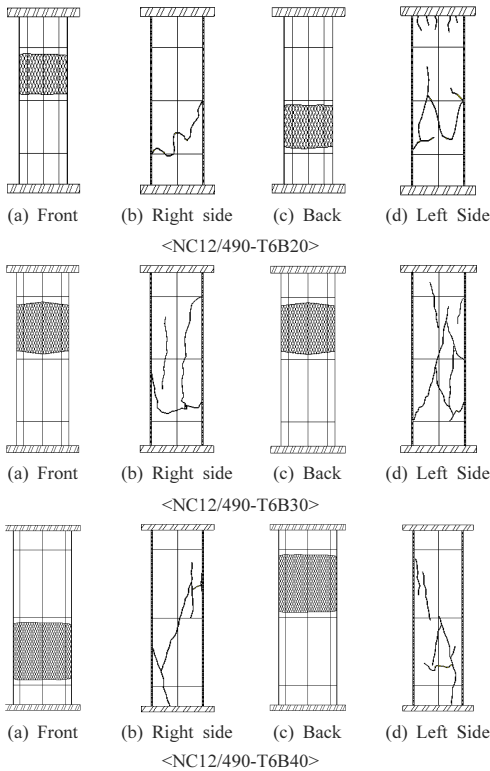 (a) Front (b) Right side (c) Back (d) Left Side
<NC12/490-T6B20>
(a) Front (b) Right side (c) Back (d) Left Side
<NC12/490-T6B30>
(a) Front (b) Right side (c) Back (d) Left Side
<NC12/490-T6B40>